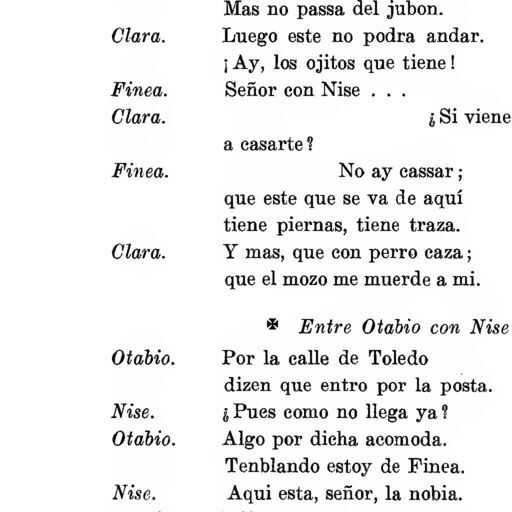 Mas no passa del jubon.
Clara. Luego este no podra andar.
¡Ay, los ojitos que tiene!
Finea. Señor con Nise . . .
Clara. ¿Si viene
a casarte?
Finea. No ay cassar;
que este que se va de aquí
tiene piernas, tiene traza.
Clara. Y mas, que con perro caza;
que el mozo me muerde a mi.
✠ Entre Otabio con Nise
Otabio. Por la calle de Toledo
dizen que entro por la posta.
Nise. ¿Pues como no llega ya?
Otabio. Algo por dicha acomoda.
Tenblando estoy de Finea.
Nise. Aqui esta, señor, la nobia.